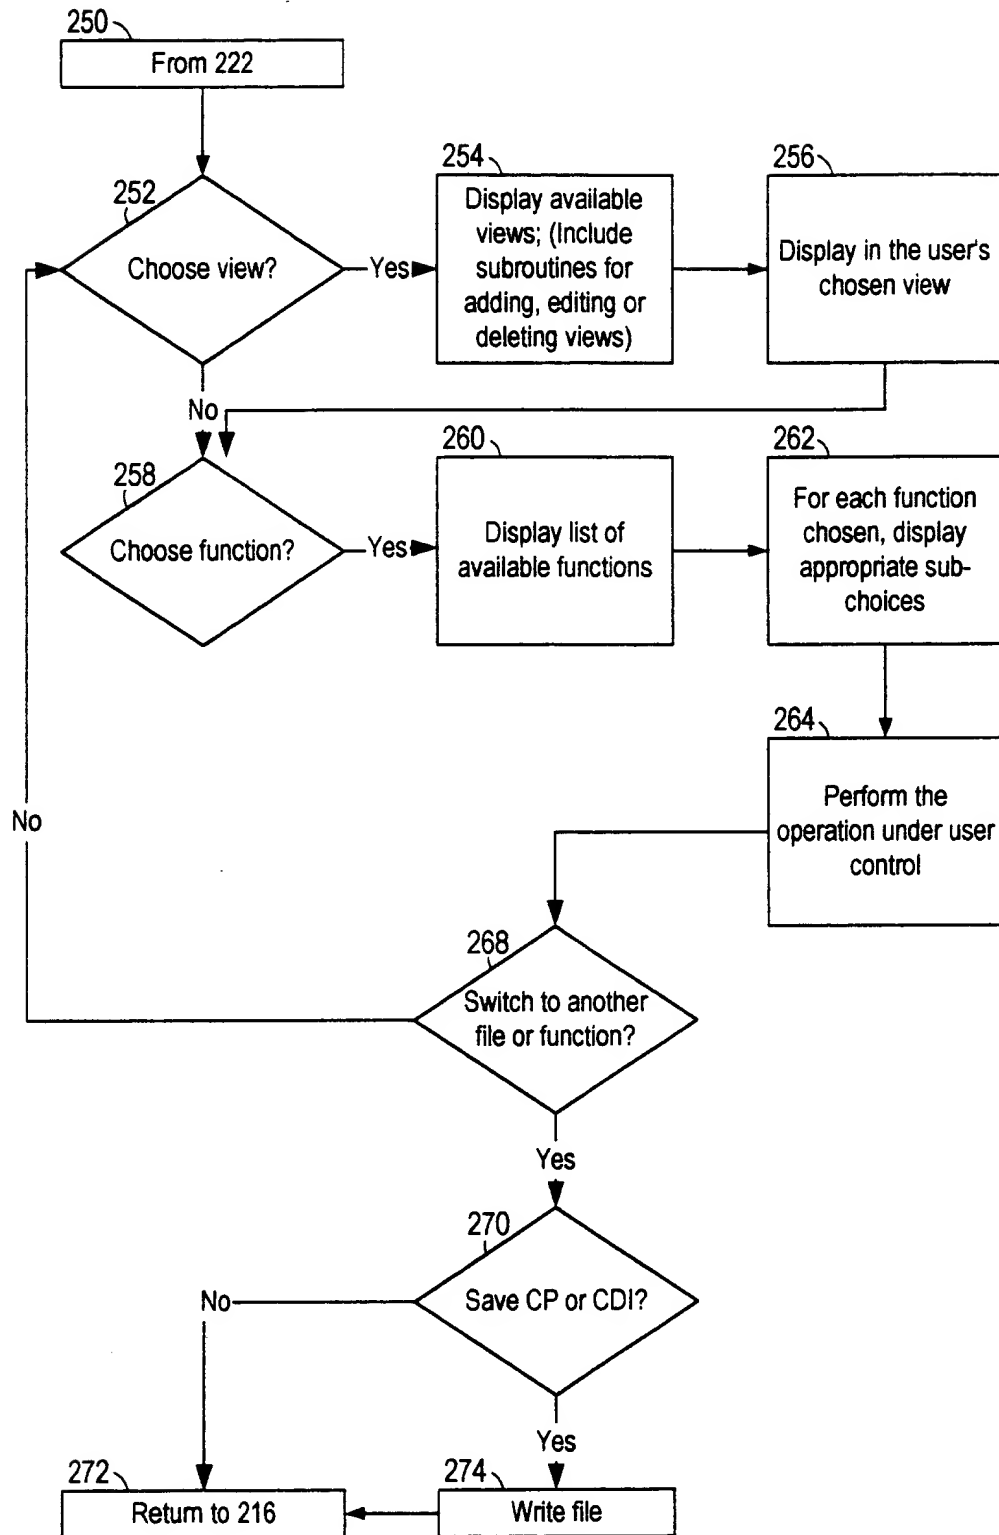 250
From 222
252
Choose view?
Yes
254
Display available
views; (Include
subroutines for
adding, editing or
deleting views)
256
Display in the user's
chosen view
No
258
Choose function?
Yes
260
Display list of
available functions
262
For each function
chosen, display
appropriate sub-
choices
264
Perform the
operation under user
control
No
268
Switch to another
file or function?
Yes
270
Save CP or CDI?
No
Yes
272
Return to 216
274
Write file